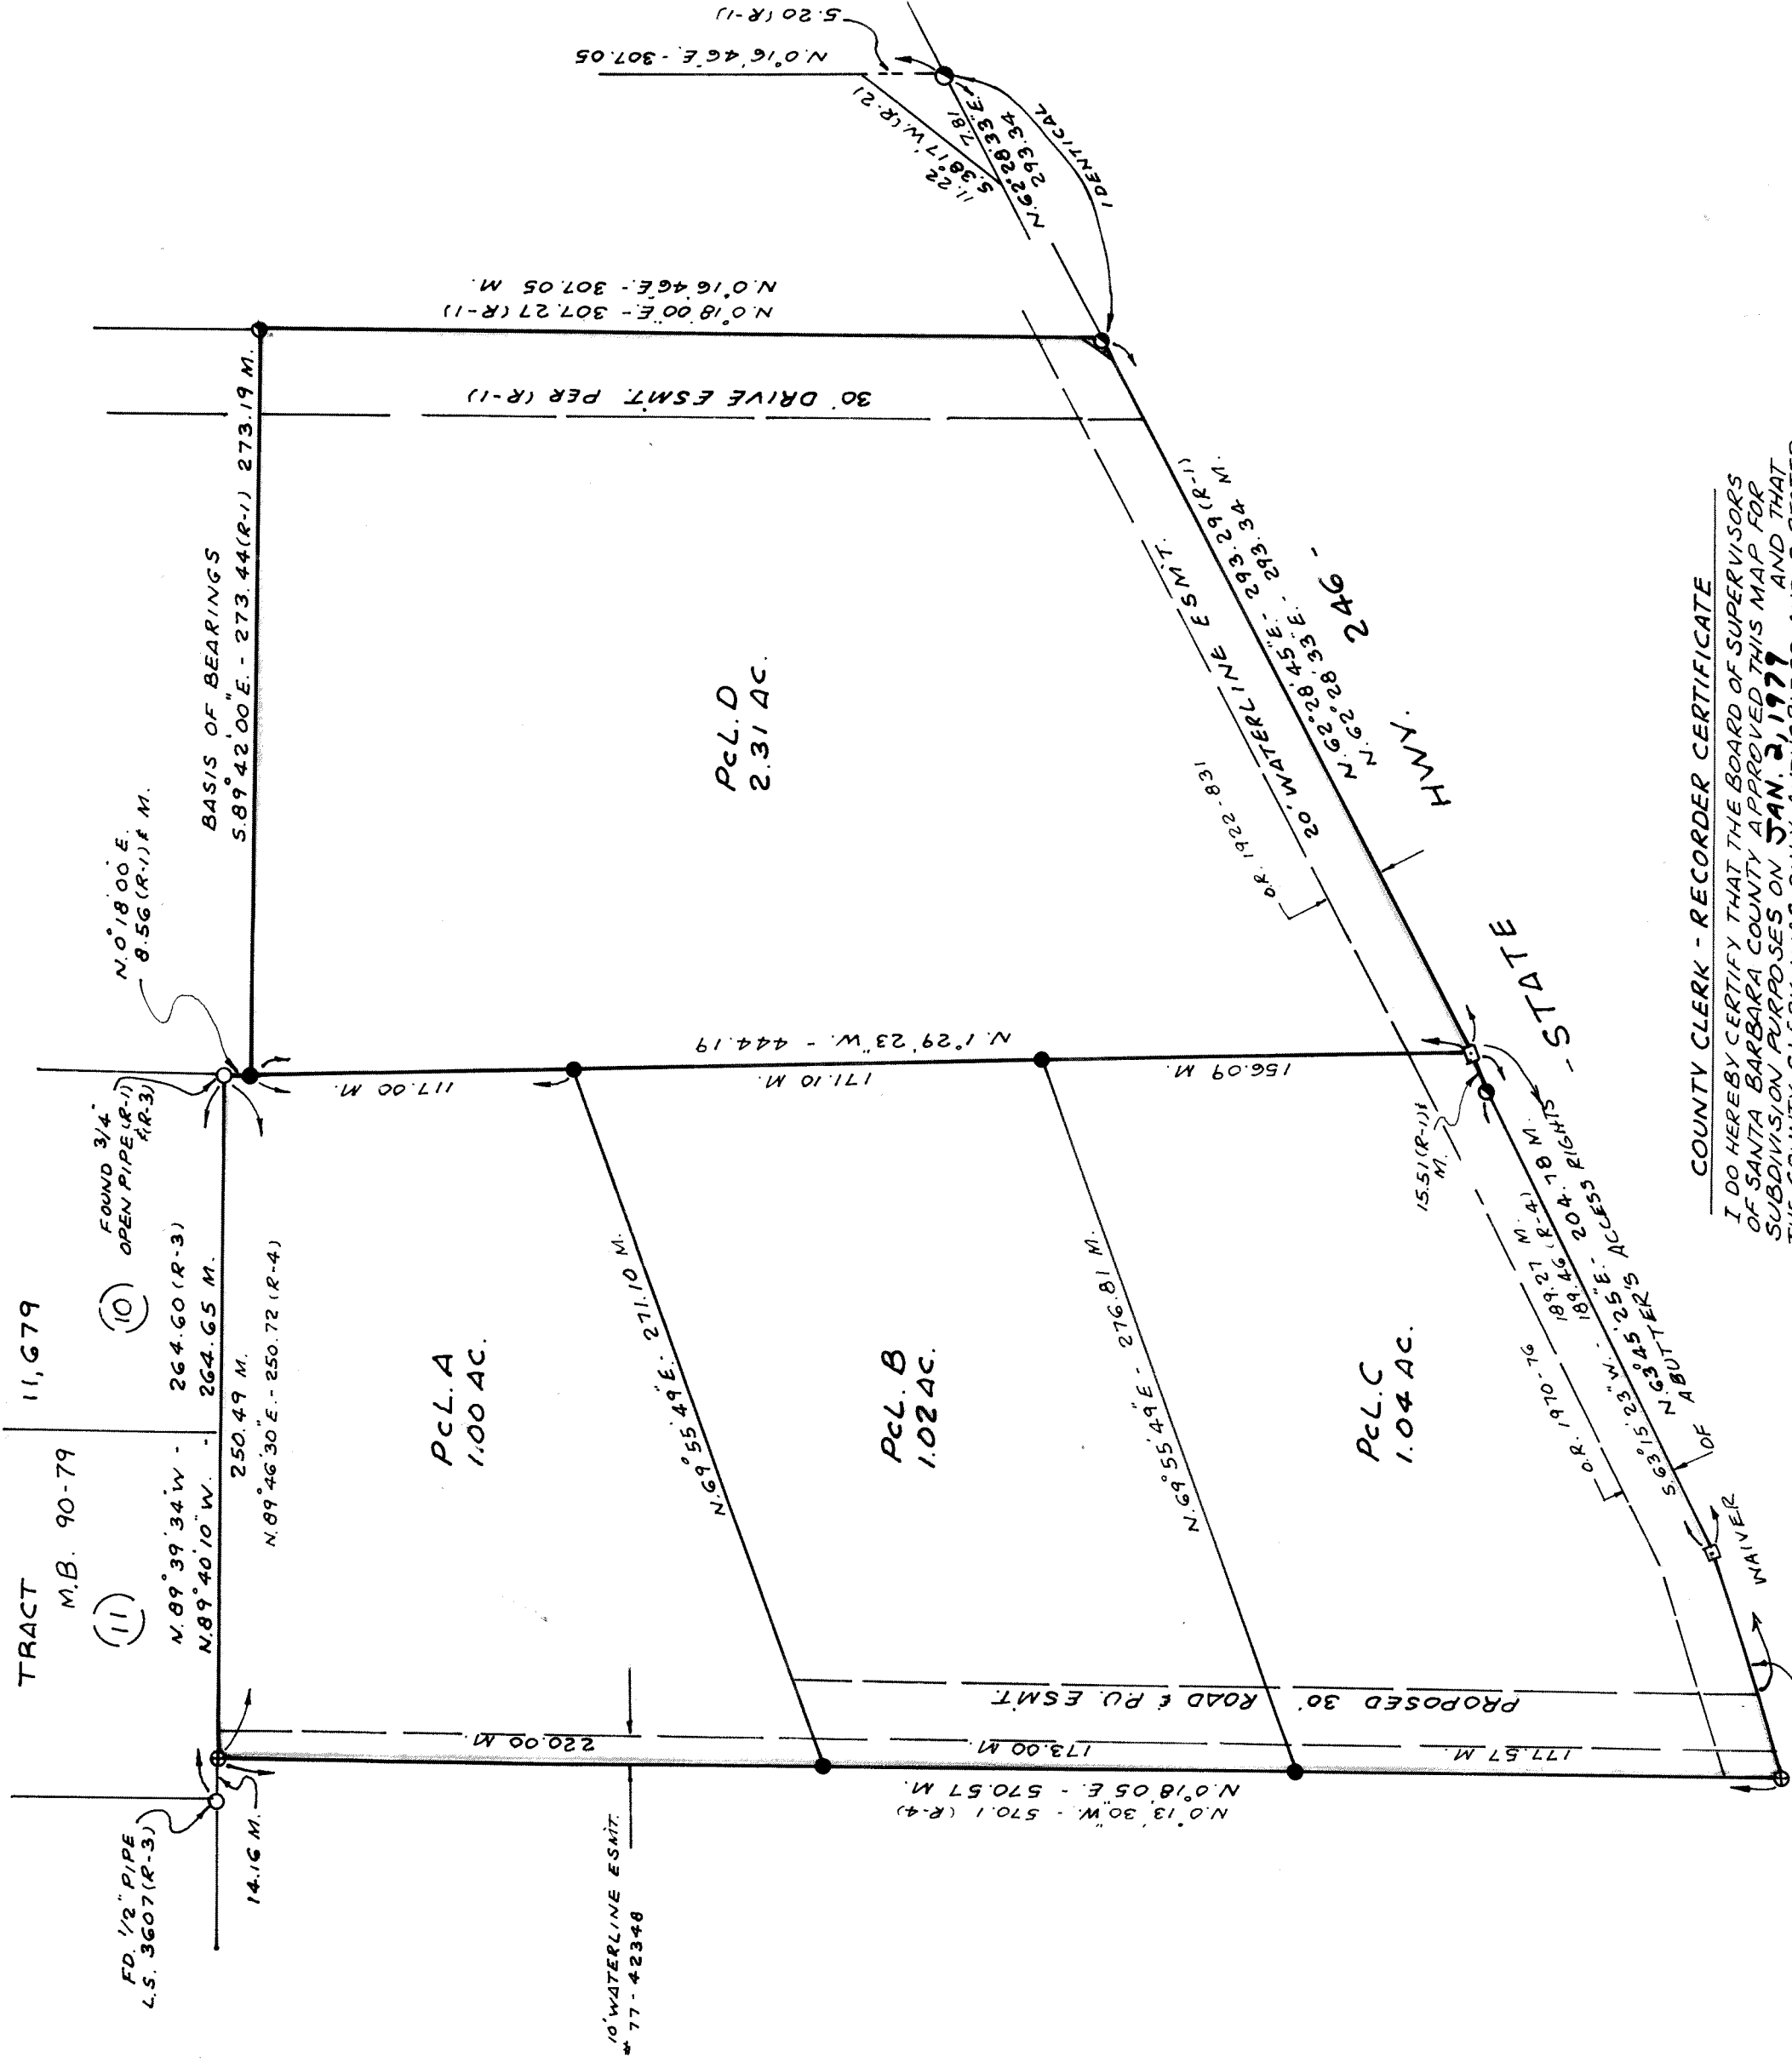 TRACT 11,679
M.B. 90-79
(11)
(10)
FOUND 3/4"
OPEN PIPE (R-1)
& (R-3)
FD. 1/2" PIPE
L.S. 3607 (R-3)
14.16 M.
N.89°39'34"W - 264.60 (R-3)
N.89°40'10"W. - 264.65 M.
250.49 M.
N.89°46'30"E. - 250.72 (R-4)
N.0°18'00"E.
8.56 (R-1) & M.
BASIS OF BEARINGS
S.89°42'00"E. - 273.44 (R-1) 273.19 M.
N.0°18'00"E. - 307.27 (R-1)
N.0°16'46"E. - 307.05 M.
30' DRIVE ESMT. PER (R-1)
N.0°16'46"E. - 307.05
5.20 (R-1)
11.22
S.38°17'W. (R-2)
7.81
N.62°28'33"E.
293.34
IDENTICAL
PCL. A
1.00 AC.
PCL. B
1.02 AC.
PCL. C
1.04 AC.
PCL. D
2.31 AC.
117.00 M.
171.10 M.
156.09 M.
N.1°29'23"W. - 444.19
N.69°55'49"E. - 271.10 M.
N.69°55'49"E - 276.81 M.
220.00 M.
173.00 M.
177.57 M.
N.0°18'05"E - 570.57 M.
N.0°13'30"W. - 570.1 (R-4)
10' WATERLINE ESMT.
# 77-42348
PROPOSED 30' ROAD & P.U. ESMT.
O.R. 1922-831
20' WATERLINE ESM'T.
N.62°28'45"E. - 293.29 (R-1)
N.62°28'33"E. - 293.34 M.
- STATE HWY. 246 -
15.51 (R-1) &
M.
O.R. 1970-76
189.27 M.
S.63°15'23"W. - 189.46 (R-4)
N.63°45'25"E. - 204.78 M.
WAIVER OF ABUTTER'S ACCESS RIGHTS
COUNTY CLERK - RECORDER CERTIFICATE
I DO HEREBY CERTIFY THAT THE BOARD OF SUPERVISORS
OF SANTA BARBARA COUNTY APPROVED THIS MAP FOR
SUBDIVISION PURPOSES ON JAN. 2, 1979 AND THAT
THE COUNTY CLERK WAS